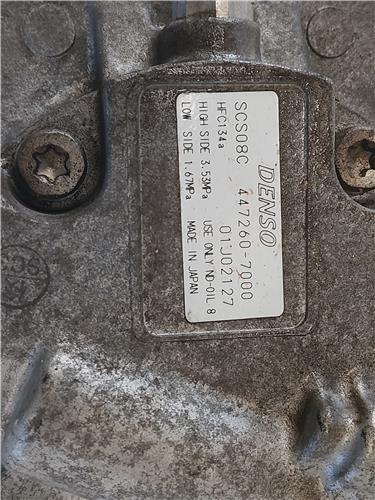 DENSO
SCS08C 447260-7000
HFC134a 01J02127
HIGH SIDE 3.53MPa USE ONLY ND-OIL 8
LOW SIDE 1.67MPa MADE IN JAPAN